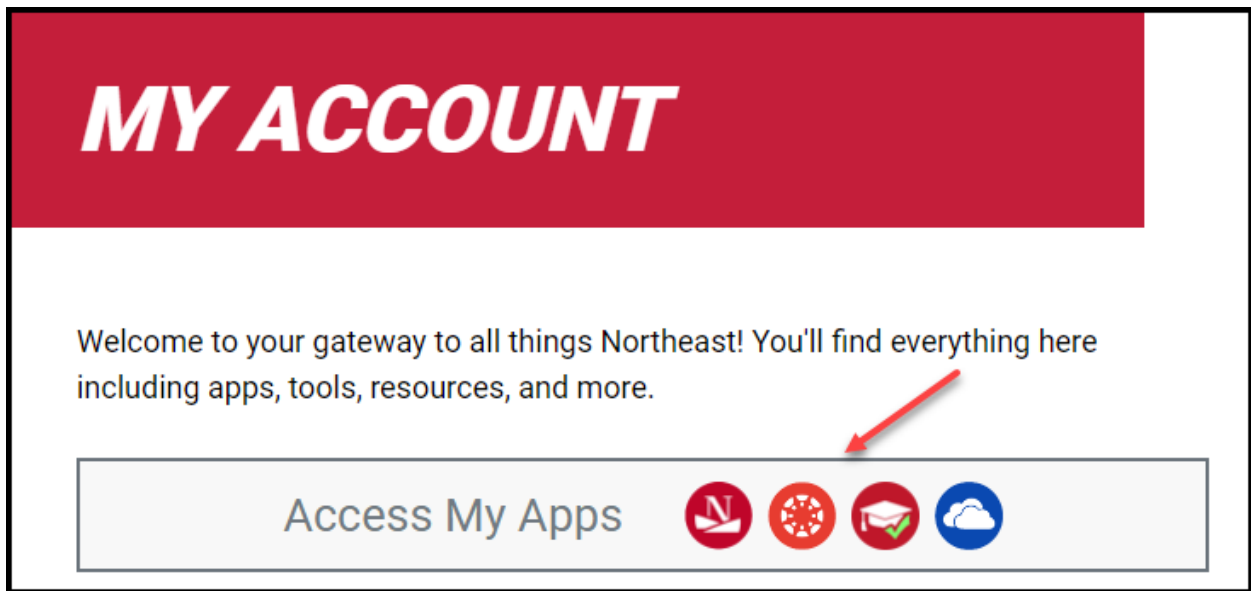 MY ACCOUNT
Welcome to your gateway to all things Northeast! You'll find everything here
including apps, tools, resources, and more.
Access My Apps
N